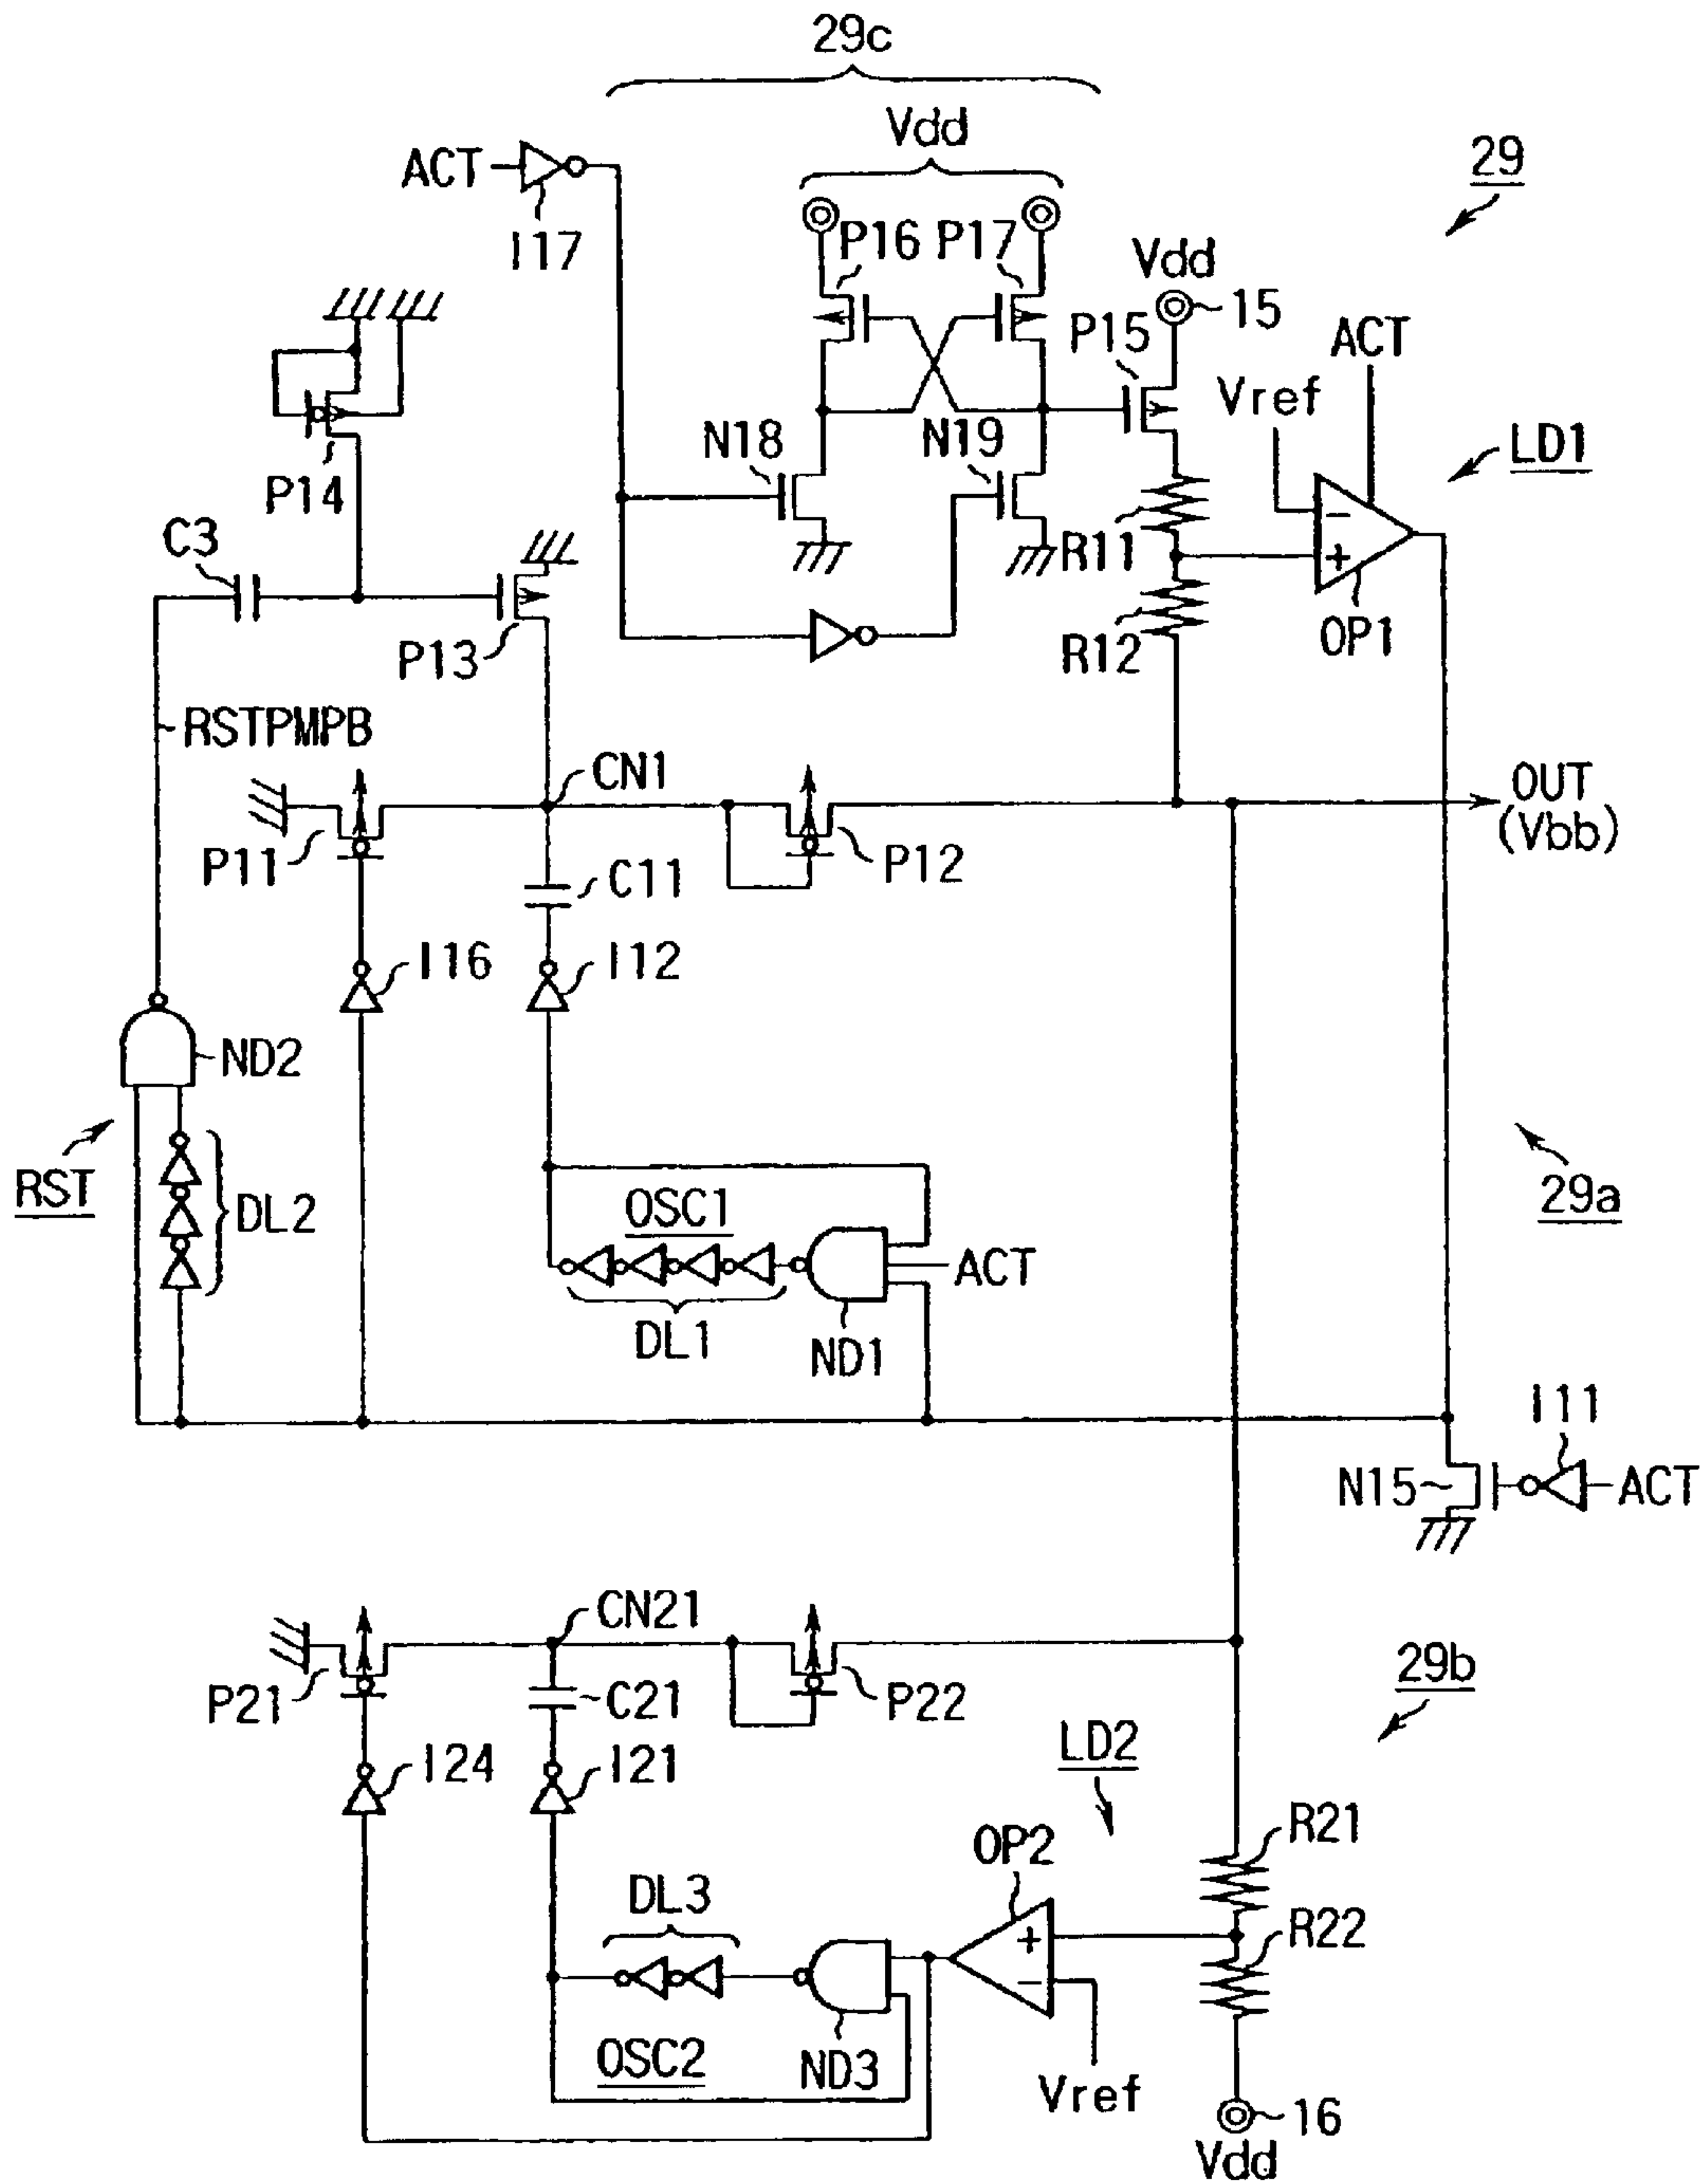 29c
Vdd
ACT
I17
29
P16 P17
Vdd
15
P15
ACT
Vref
LD1
N18
N19
P14
C3
R11
R12
OP1
P13
RSTPMPB
CN1
OUT
(Vbb)
P11
P12
C11
I16
I12
ND2
RST
DL2
OSC1
ACT
DL1
ND1
29a
I11
N15
ACT
CN21
P21
C21
P22
29b
LD2
I24
I21
OP2
R21
DL3
R22
ND3
OSC2
Vref
16
Vdd